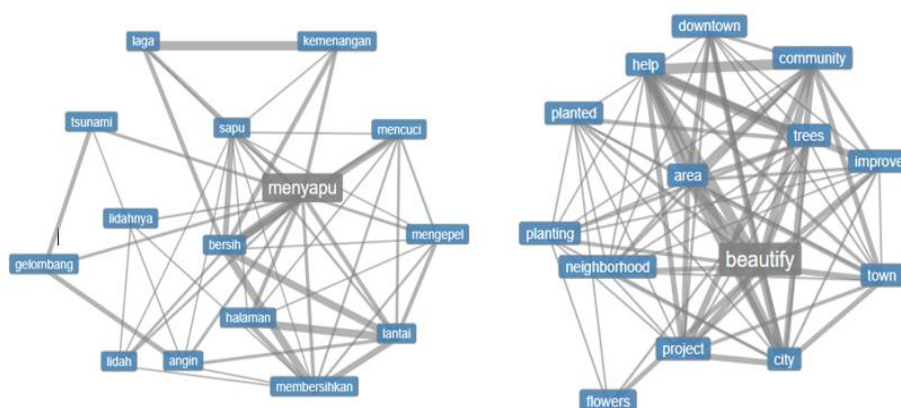 laga
kemenangan
tsunami
sapu
mencuci
menyapu
lidahnya
bersih
mengepel
gelombang
halaman
lantai
lidah
angin
membersihkan
downtown
help
community
planted
trees
improve
area
planting
neighborhood
beautify
town
project
city
flowers